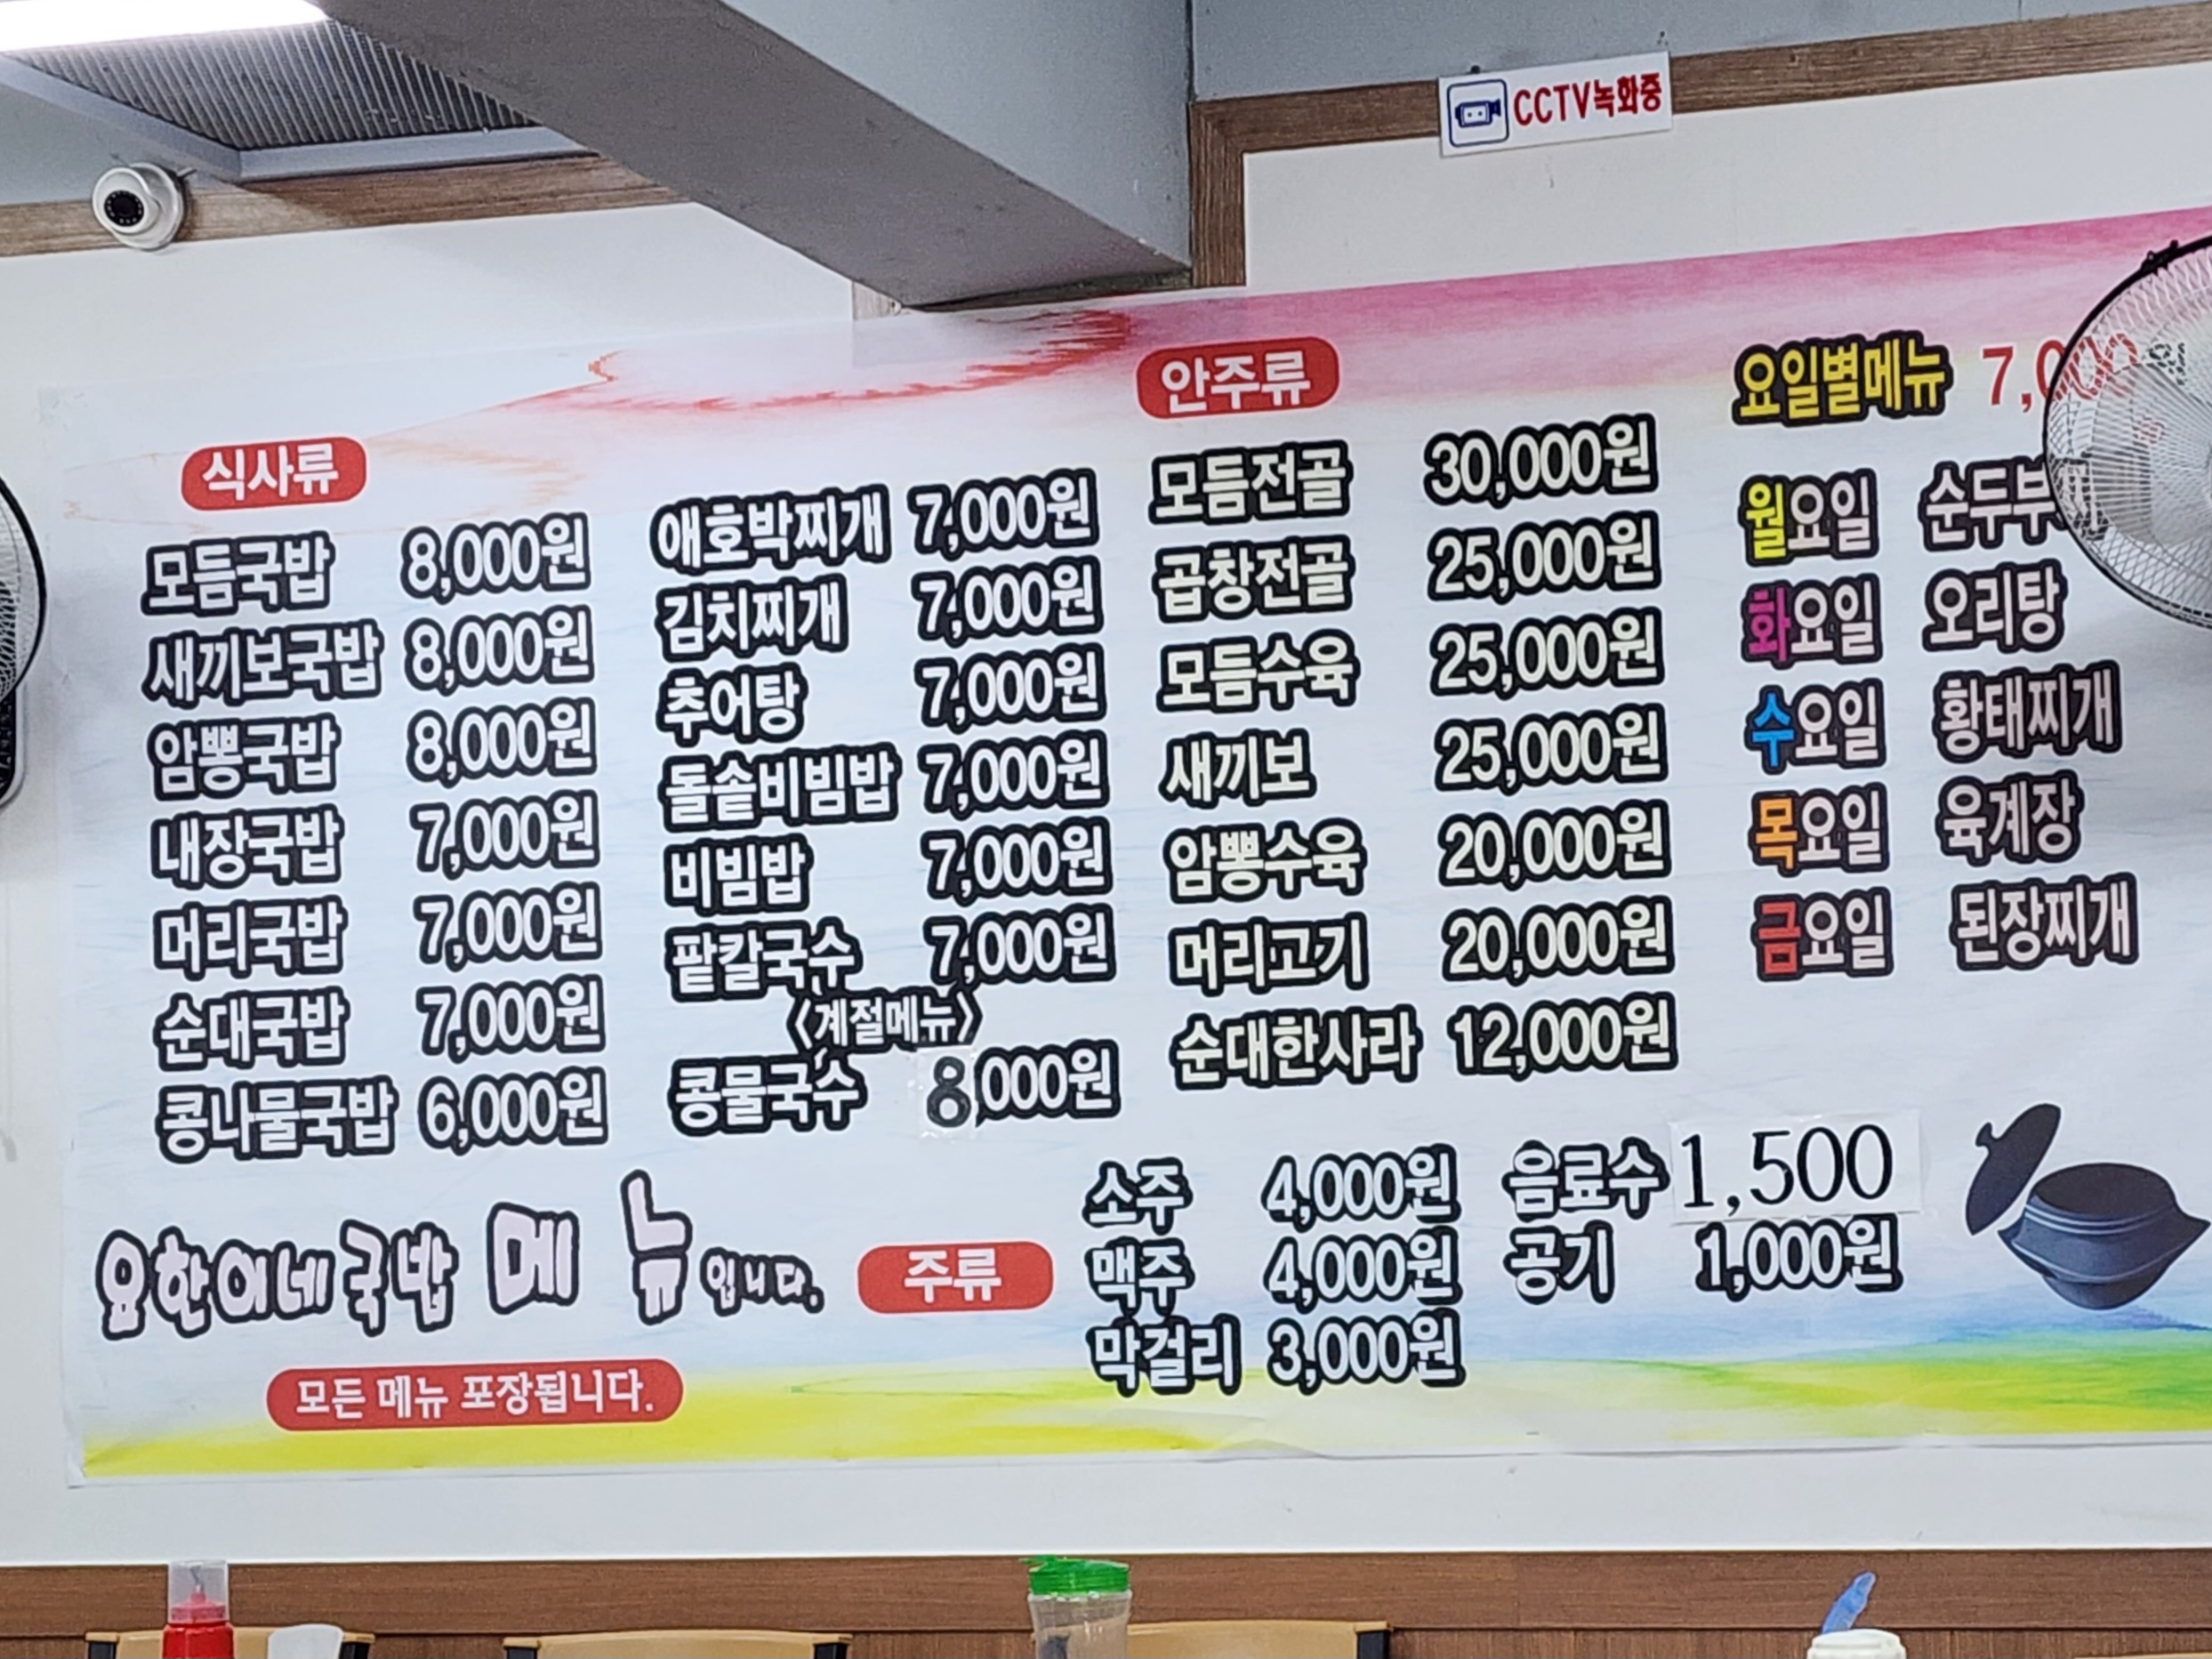 CCTV녹화중
식사류
모듬국밥 8,000원
새끼보국밥 8,000원
암뽕국밥 8,000원
내장국밥 7,000원
머리국밥 7,000원
순대국밥 7,000원
콩나물국밥 6,000원
애호박찌개 7,000원
김치찌개 7,000원
추어탕 7,000원
돌솥비빔밥 7,000원
비빔밥 7,000원
팥칼국수 7,000원
<계절메뉴>
콩물국수 8,000원
안주류
모듬전골 30,000원
곱창전골 25,000원
모듬수육 25,000원
새끼보 25,000원
암뽕수육 20,000원
머리고기 20,000원
순대한사라 12,000원
요일별메뉴 7,000
월요일 순두부
화요일 오리탕
수요일 황태찌개
목요일 육계장
금요일 된장찌개
요한이네 국밥 메뉴입니다.
모든 메뉴 포장됩니다.
주류
소주 4,000원
맥주 4,000원
막걸리 3,000원
음료수 1,500
공기 1,000원